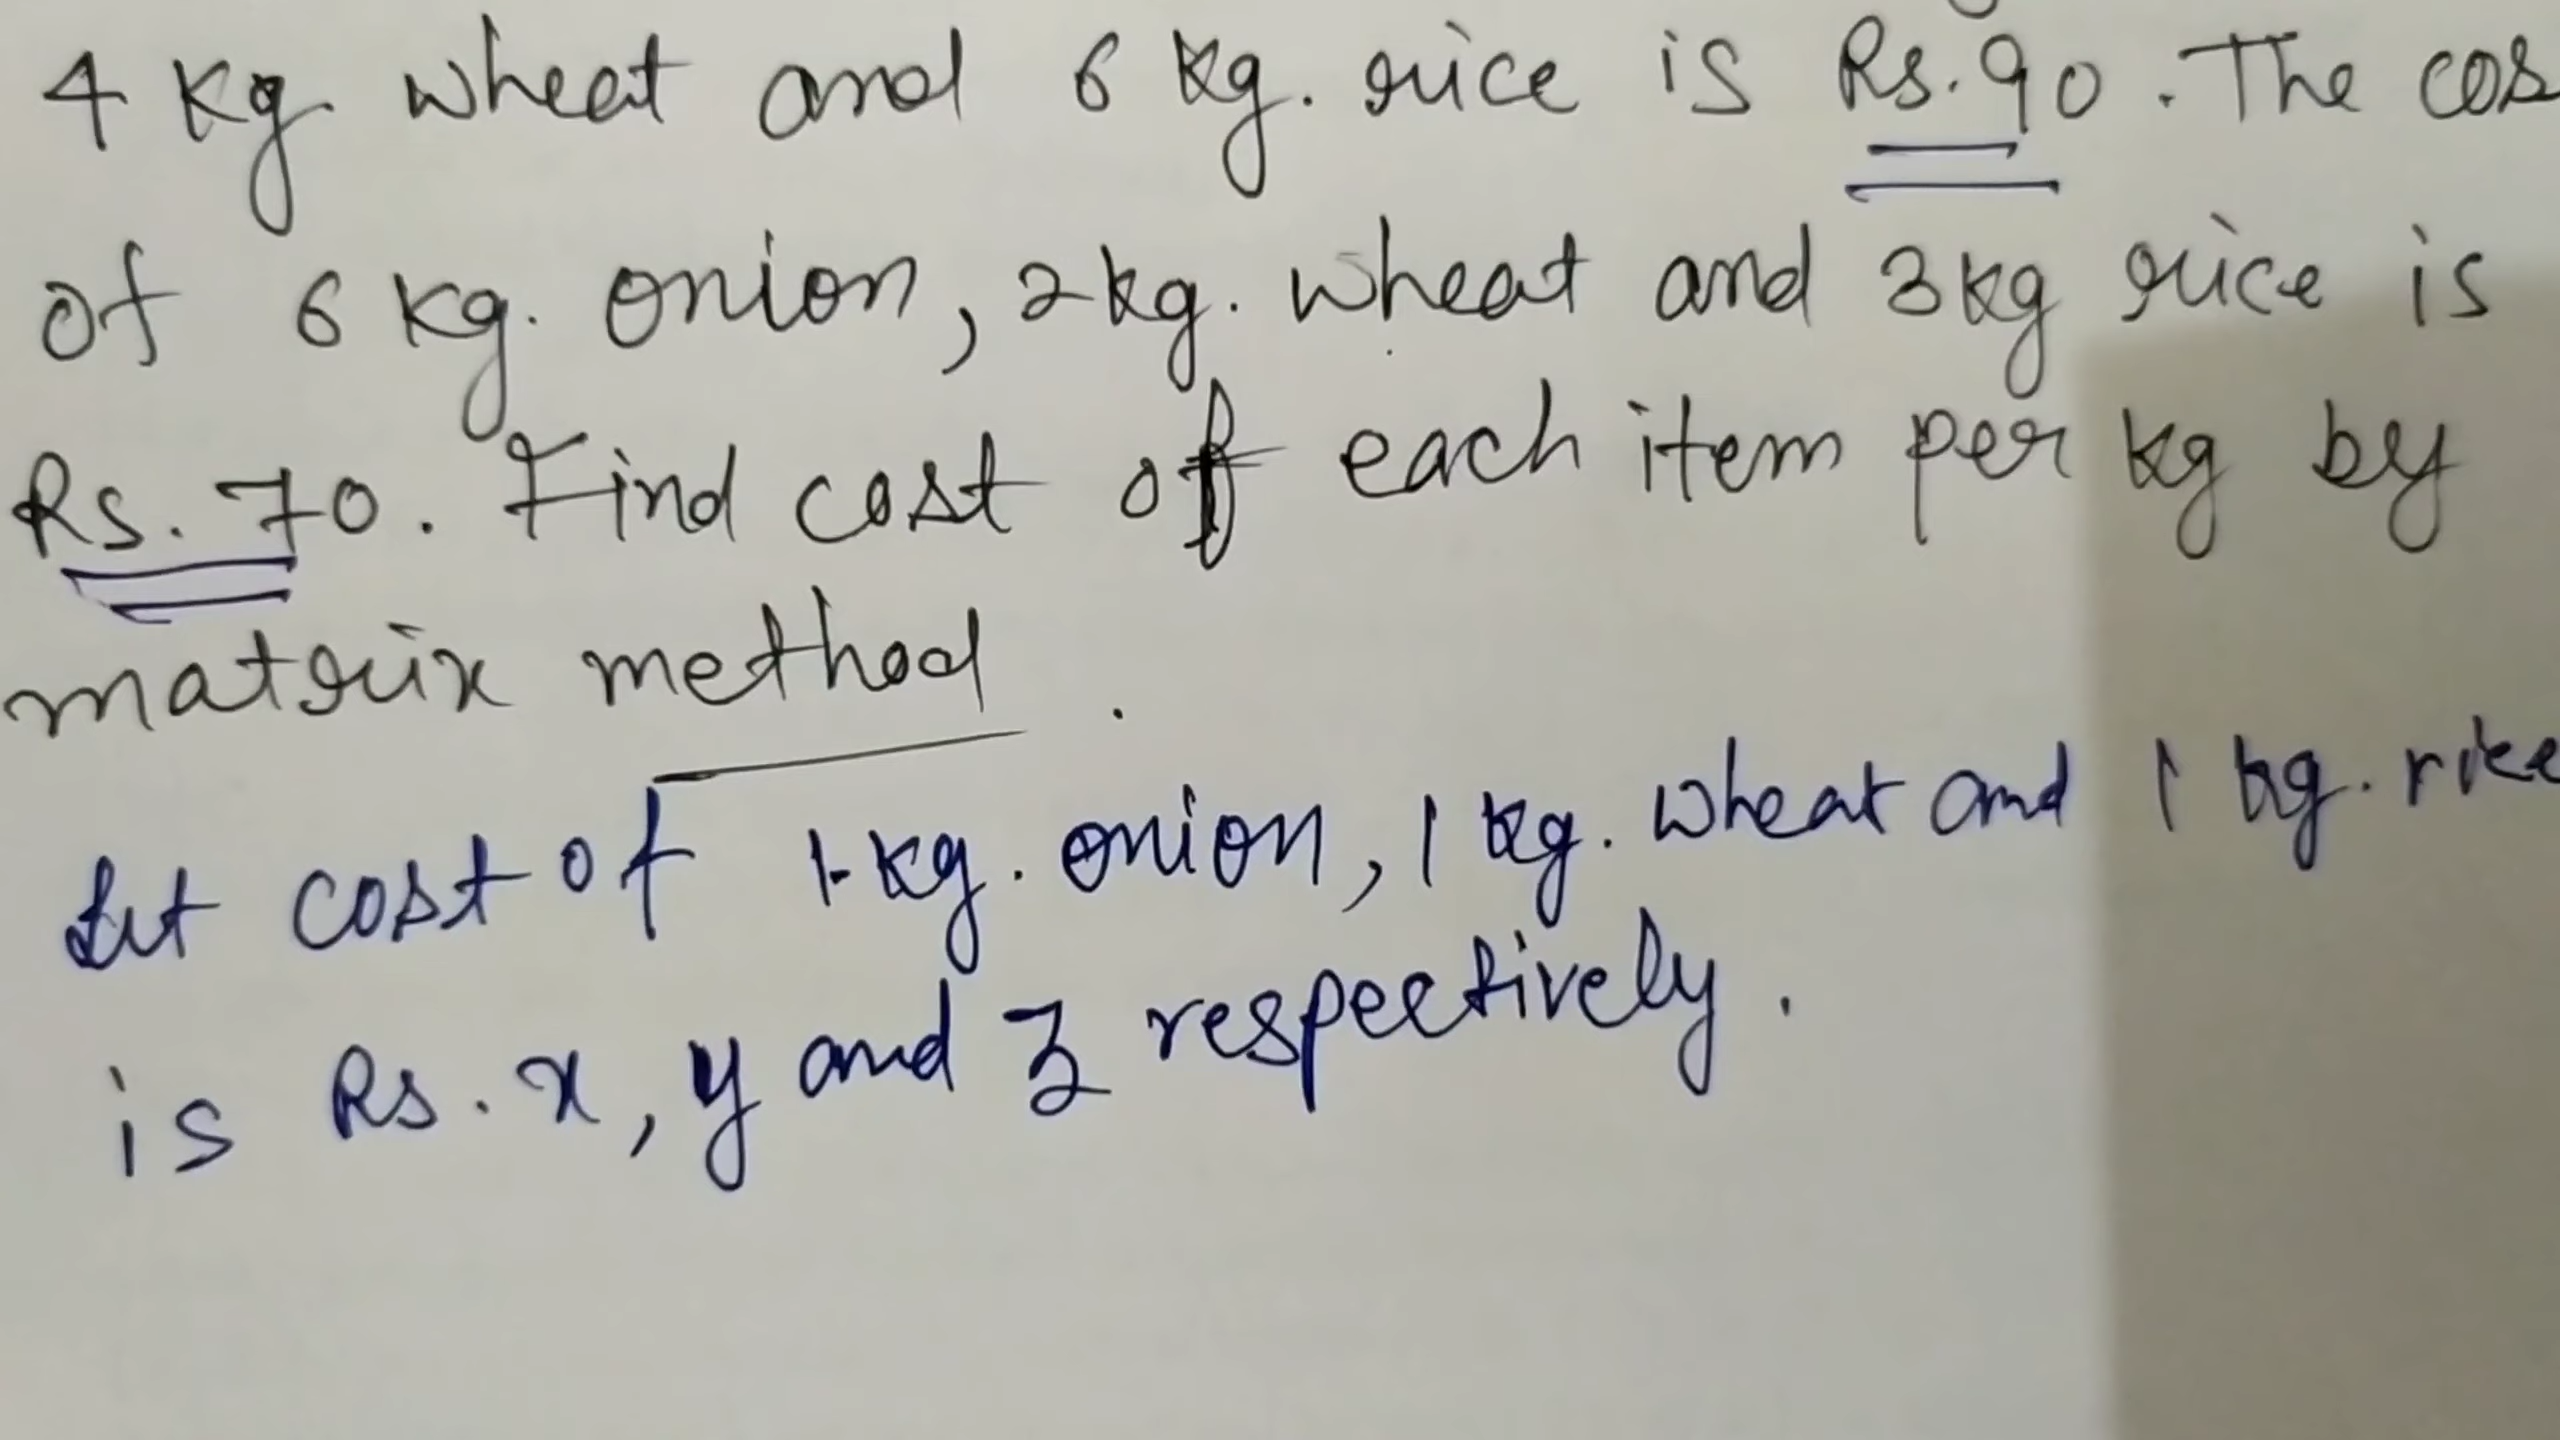 4 kg wheat and 6 kg. rice is Rs. 90. The cos
of 6 kg. onion, 2 kg. wheat and 3 kg rice is
Rs. 70. Find cost of each item per kg by
matrix method.
Let cost of 1 kg. onion, 1 kg. wheat and 1 kg. rice
is Rs. x, y and z respectively.